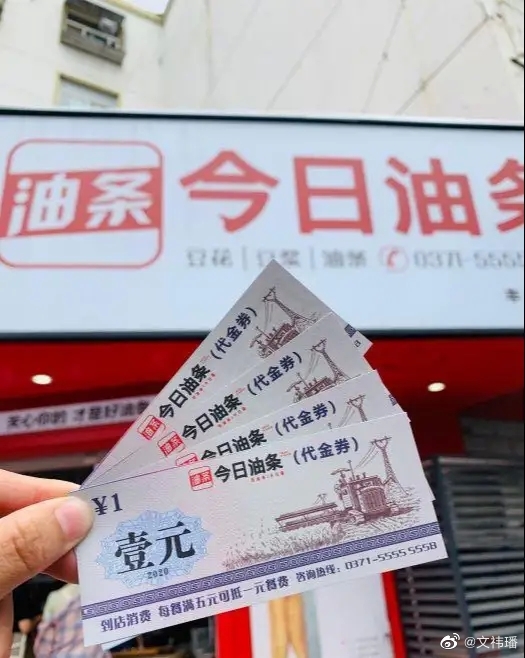 油条
今日油条
豆花 | 豆浆 | 油条 0371-5555
关心你的 才是好油条
今日油条 (代金券)
今日油条 (代金券)
今日油条 (代金券)
油条 今日油条 (代金券)
¥1
壹元
2020
到店消费 每餐满五元可抵一元餐费 咨询热线：0371-5555 5558
@文祎璠